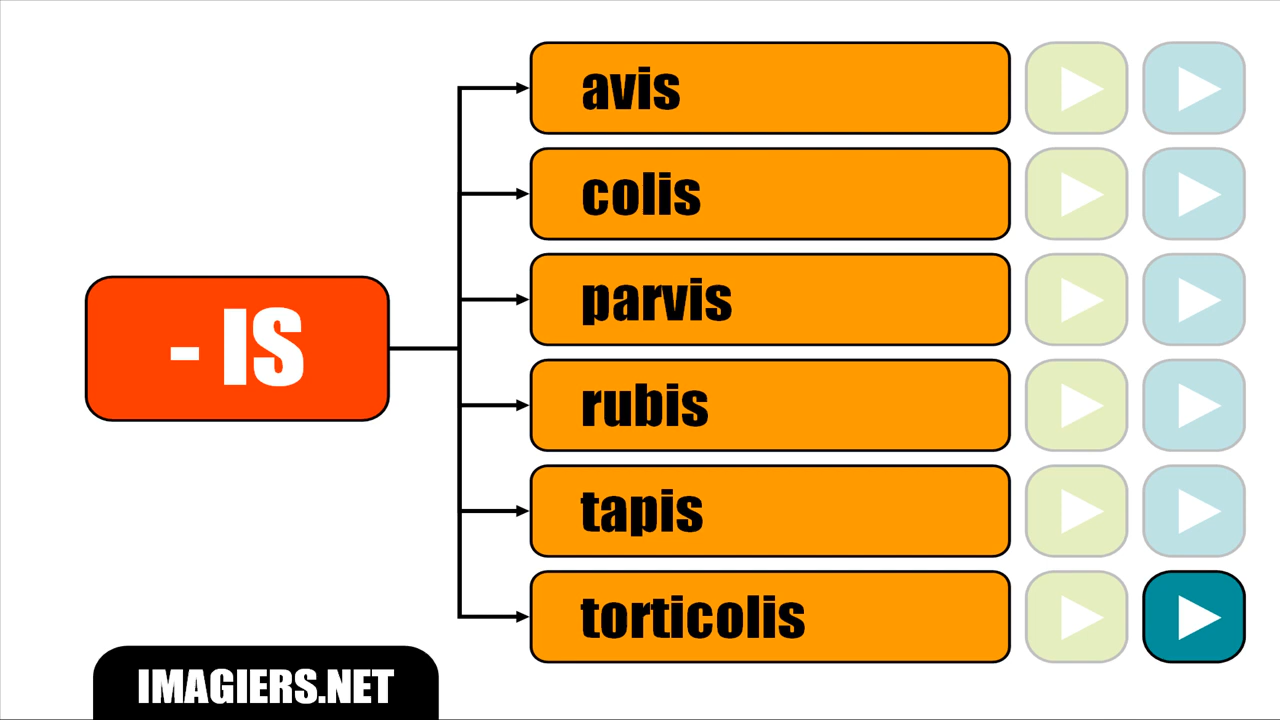 - IS
avis
colis
parvis
rubis
tapis
torticolis
IMAGIERS.NET